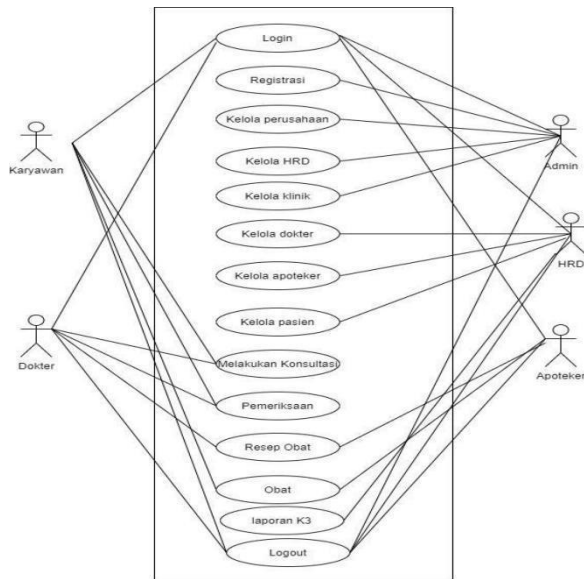 Login
Registrasi
Kelola perusahaan
Karyawan
Admin
Kelola HRD
Kelola klinik
Kelola dokter
HRD
Kelola apoteker
Kelola pasien
Dokter
Melakukan Konsultasi
Apoteker
Pemeriksaan
Resep Obat
Obat
laporan K3
Logout